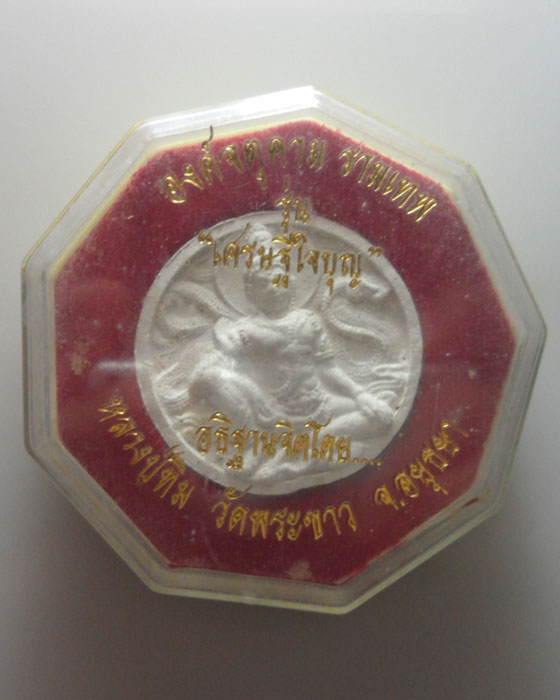 องค์จตุคาม รามเทพ
รุ่น
"เศรษฐีใจบุญ"
อธิฐานจิตโดย.....
หลวงปู่ทิม วัดพระขาว จ.อยุธยา